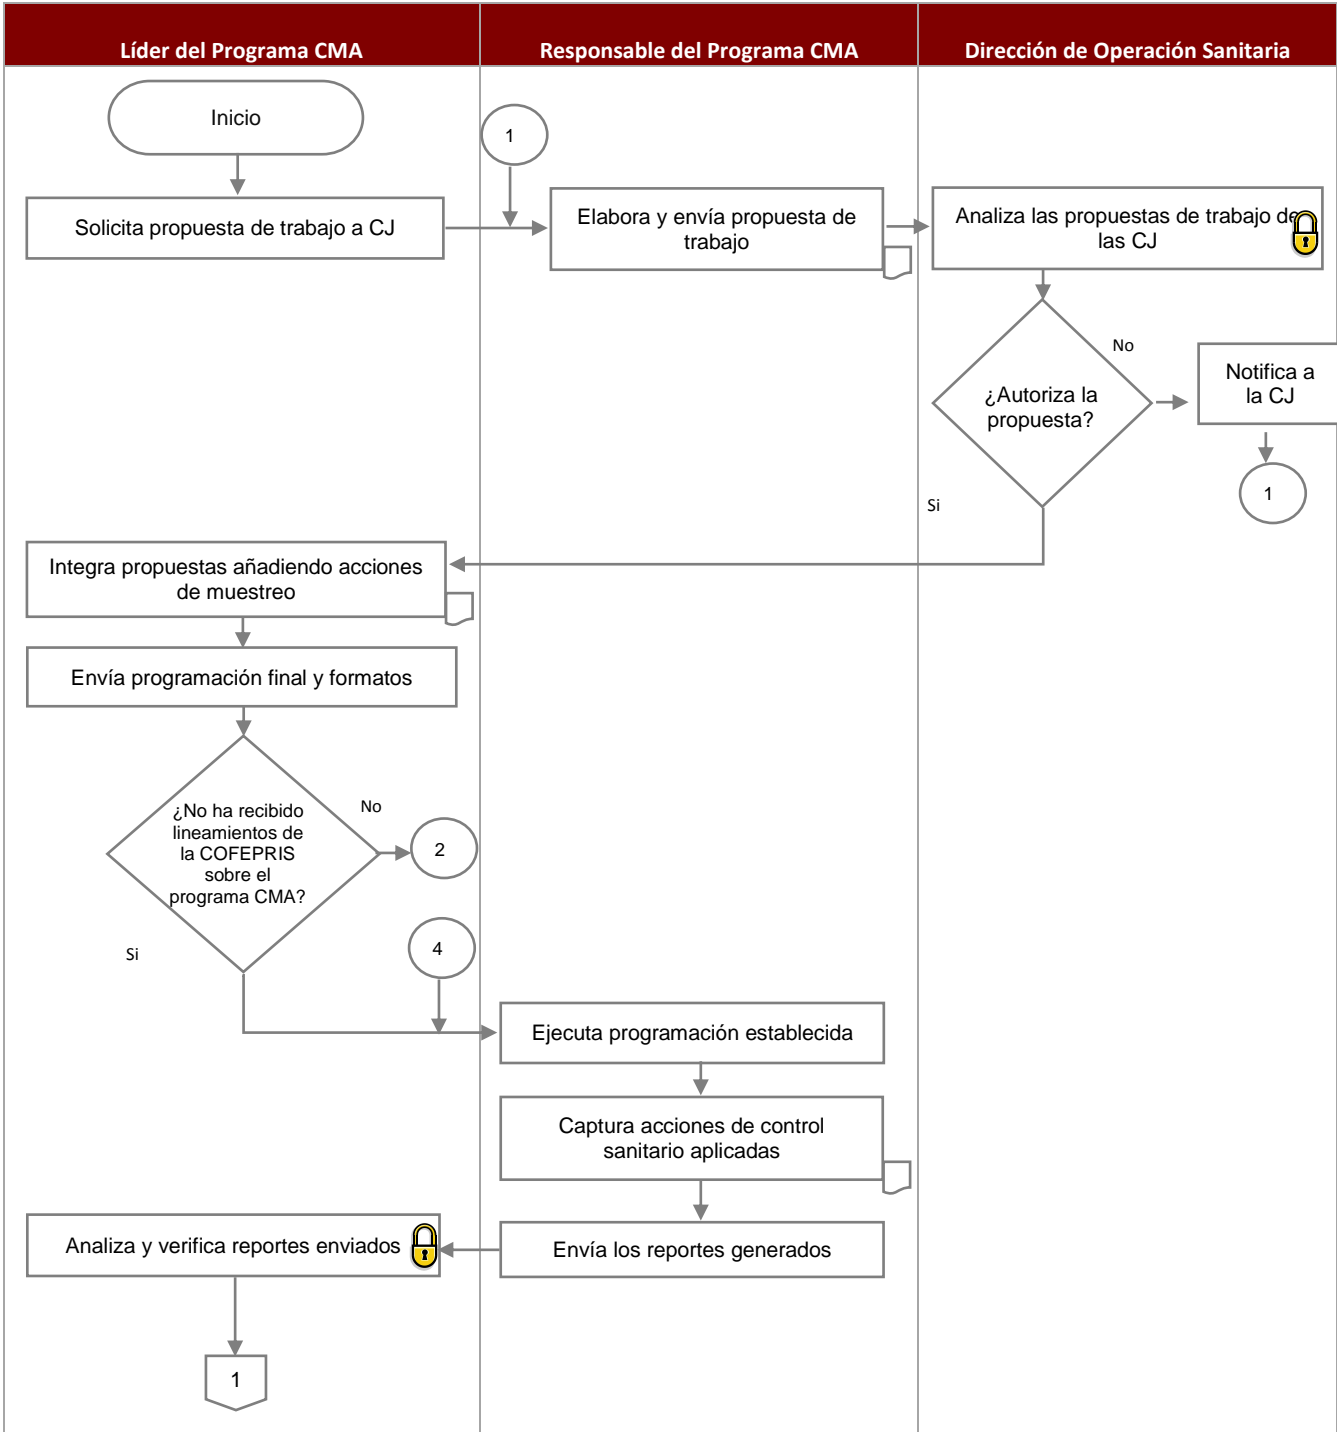 Líder del Programa CMA
Responsable del Programa CMA
Dirección de Operación Sanitaria
Inicio
1
Solicita propuesta de trabajo a CJ
Elabora y envía propuesta de
trabajo
Analiza las propuestas de trabajo de
las CJ
No
¿Autoriza la
propuesta?
Notifica a
la CJ
1
Si
Integra propuestas añadiendo acciones
de muestreo
Envía programación final y formatos
¿No ha recibido
lineamientos de
la COFEPRIS
sobre el
programa CMA?
No
2
Si
4
Ejecuta programación establecida
Captura acciones de control
sanitario aplicadas
Envía los reportes generados
Analiza y verifica reportes enviados
1